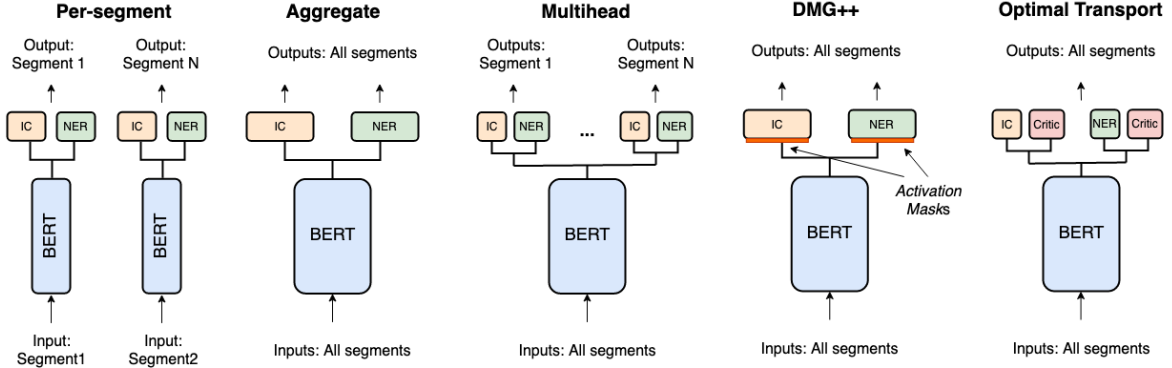 Per-segment
Output:
Segment 1
Output:
Segment N
IC
NER
IC
NER
BERT
BERT
Input:
Segment1
Input:
Segment2
Aggregate
Outputs: All segments
IC
NER
BERT
Inputs: All segments
Multihead
Outputs:
Segment 1
Outputs:
Segment N
IC
NER
...
IC
NER
BERT
Inputs: All segments
DMG++
Outputs: All segments
IC
NER
Activation
Masks
BERT
Inputs: All segments
Optimal Transport
Outputs: All segments
IC
Critic
NER
Critic
BERT
Inputs: All segments